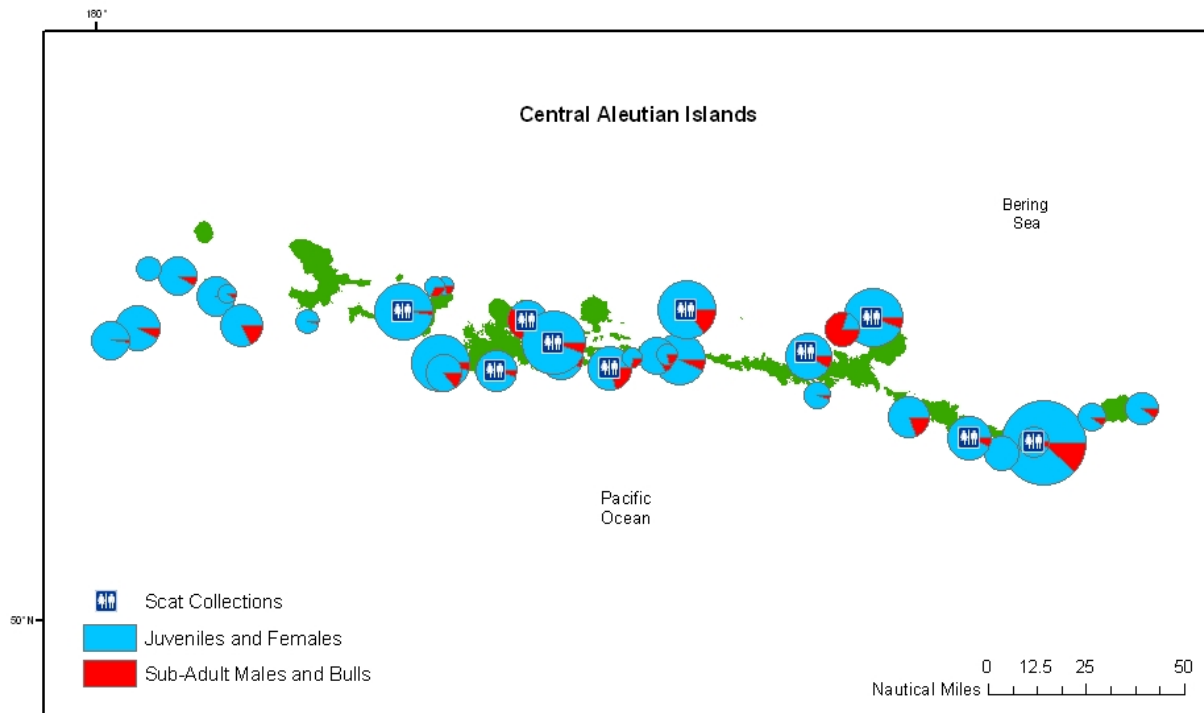 180°
Central Aleutian Islands
Bering
Sea
Pacific
Ocean
50°N
Scat Collections
Juveniles and Females
Sub-Adult Males and Bulls
0 12.5 25 50
Nautical Miles